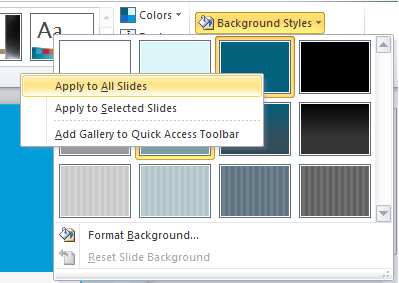 Aa
Colors
Background Styles
Apply to All Slides
Apply to Selected Slides
Add Gallery to Quick Access Toolbar
Format Background...
Reset Slide Background